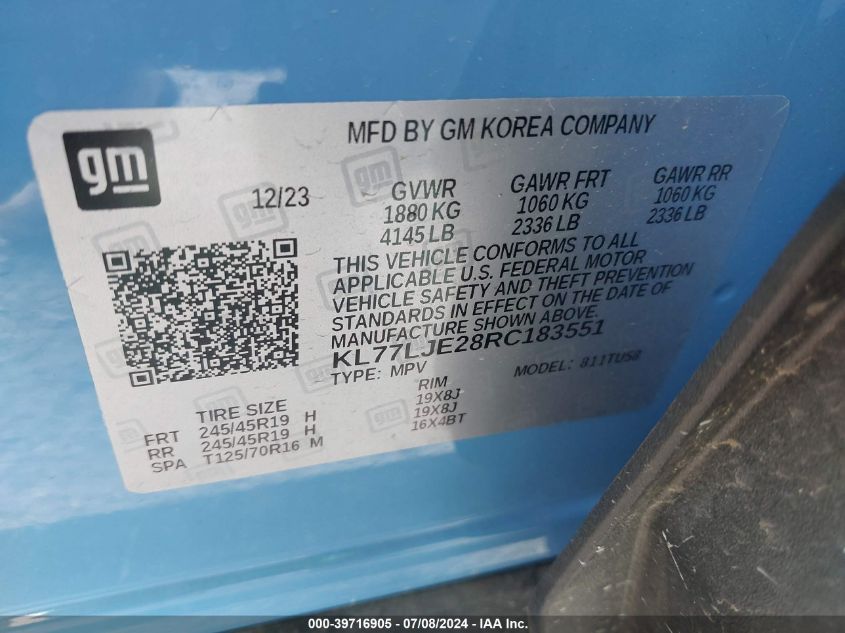 gm
MFD BY GM KOREA COMPANY
12/23
GVWR GAWR FRT GAWR RR
1880 KG 1060 KG 1060 KG
4145 LB 2336 LB 2336 LB
THIS VEHICLE CONFORMS TO ALL
APPLICABLE U.S. FEDERAL MOTOR
VEHICLE SAFETY AND THEFT PREVENTION
STANDARDS IN EFFECT ON THE DATE OF
MANUFACTURE SHOWN ABOVE.
KL77LJE28RC183551
TYPE: MPV MODEL: 811TU58
TIRE SIZE RIM
FRT 245/45R19 H 19X8J
RR 245/45R19 H 19X8J
SPA T125/70R16 M 16X4BT
000-39716905 - 07/08/2024 - IAA Inc.